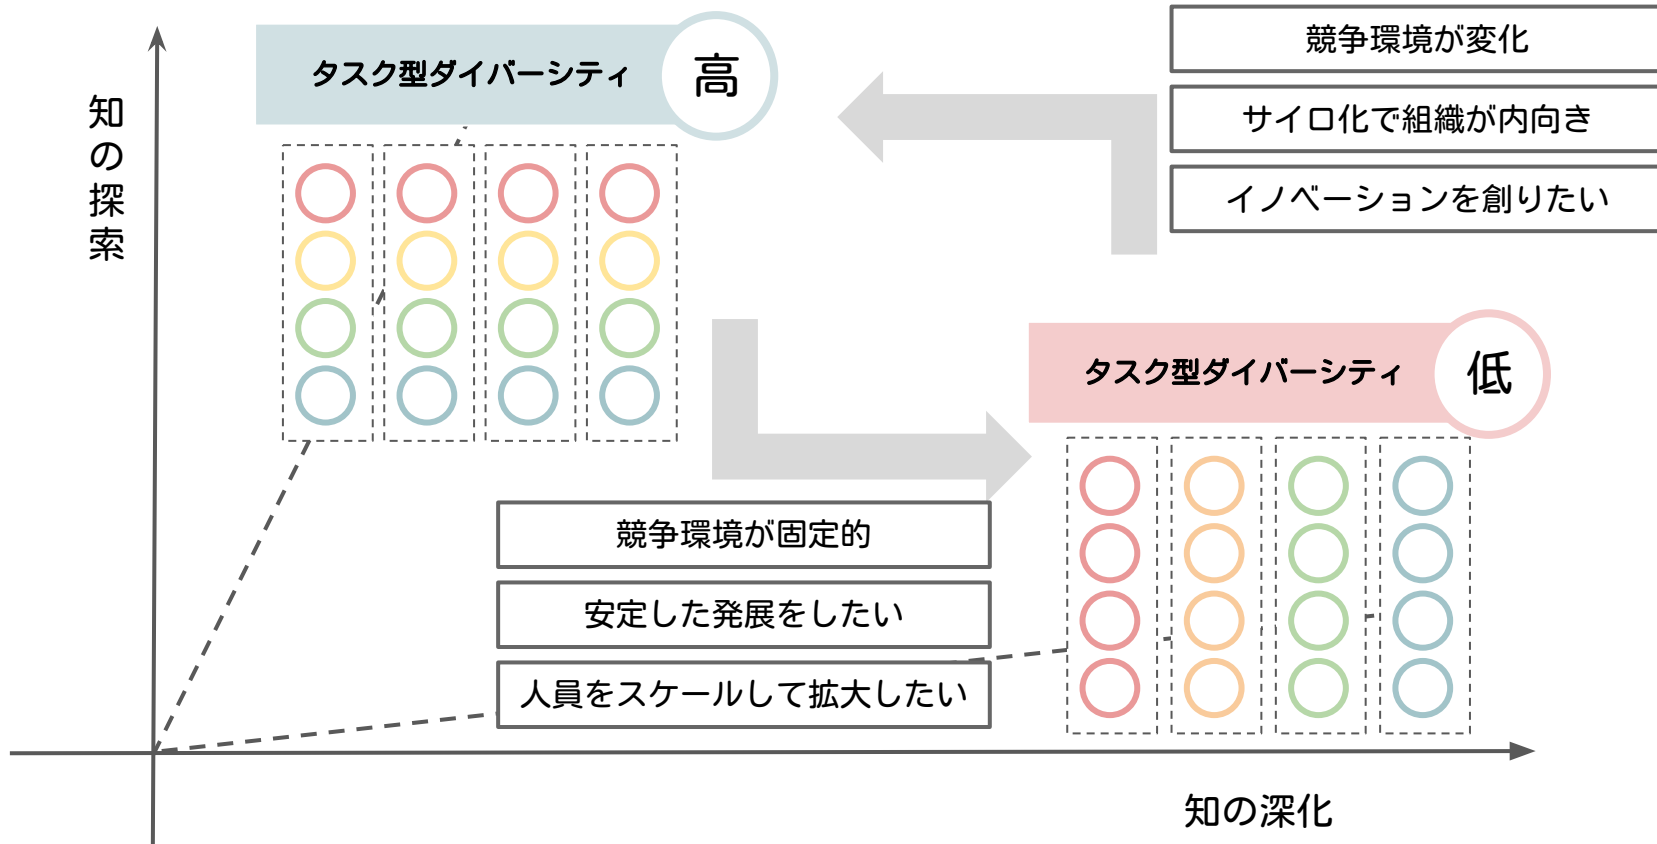 知の探索
タスク型ダイバーシティ
高
競争環境が変化
サイロ化で組織が内向き
イノベーションを創りたい
タスク型ダイバーシティ
低
競争環境が固定的
安定した発展をしたい
人員をスケールして拡大したい
知の深化